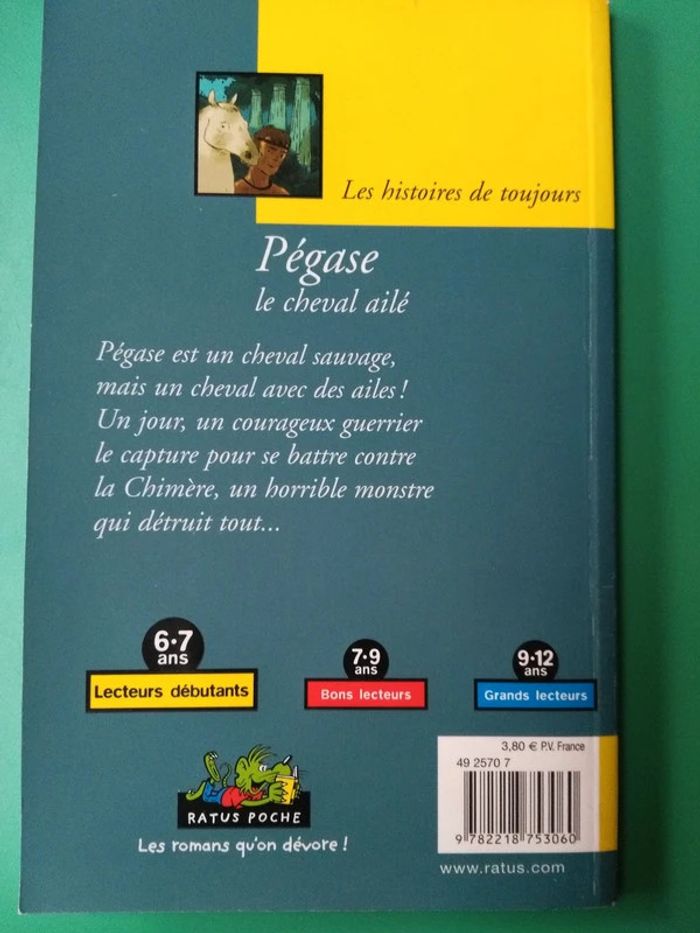 Les histoires de toujours
Pégase
le cheval ailé
Pégase est un cheval sauvage,
mais un cheval avec des ailes !
Un jour, un courageux guerrier
le capture pour se battre contre
la Chimère, un horrible monstre
qui détruit tout...
6•7
ans
Lecteurs débutants
7•9
ans
Bons lecteurs
9•12
ans
Grands lecteurs
RATUS POCHE
Les romans qu'on dévore !
3,80 € P.V. France
49 2570 7
9 782218 753060
www.ratus.com